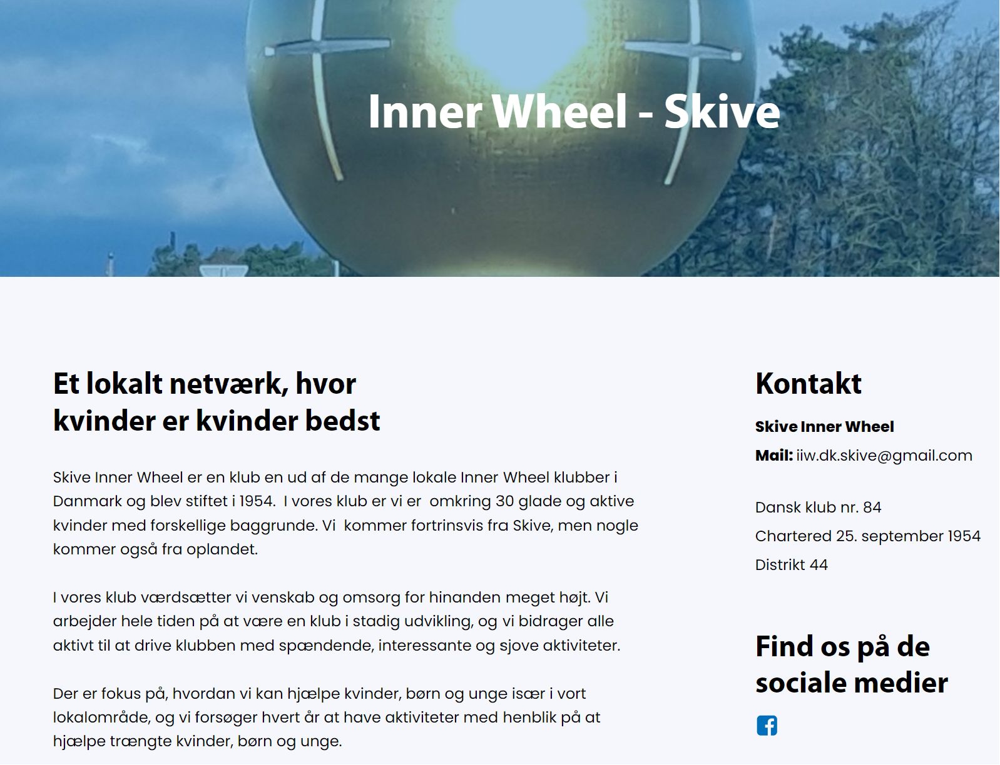 Inner Wheel - Skive
Et lokalt netværk, hvor
kvinder er kvinder bedst
Skive Inner Wheel er en klub en ud af de mange lokale Inner Wheel klubber i
Danmark og blev stiftet i 1954.  I vores klub er vi er  omkring 30 glade og aktive
kvinder med forskellige baggrunde. Vi  kommer fortrinsvis fra Skive, men nogle
kommer også fra oplandet.
I vores klub værdsætter vi venskab og omsorg for hinanden meget højt. Vi
arbejder hele tiden på at være en klub i stadig udvikling, og vi bidrager alle
aktivt til at drive klubben med spændende, interessante og sjove aktiviteter.
Der er fokus på, hvordan vi kan hjælpe kvinder, børn og unge især i vort
lokalområde, og vi forsøger hvert år at have aktiviteter med henblik på at
hjælpe trængte kvinder, børn og unge.
Kontakt
Skive Inner Wheel
Mail: iiw.dk.skive@gmail.com
Dansk klub nr. 84
Chartered 25. september 1954
Distrikt 44
Find os på de
sociale medier